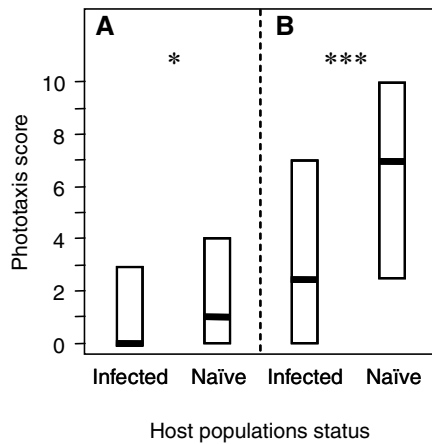 A
B
*
***
10
8
6
4
2
0
Phototaxis score
Infected Naïve Infected Naïve
Host populations status